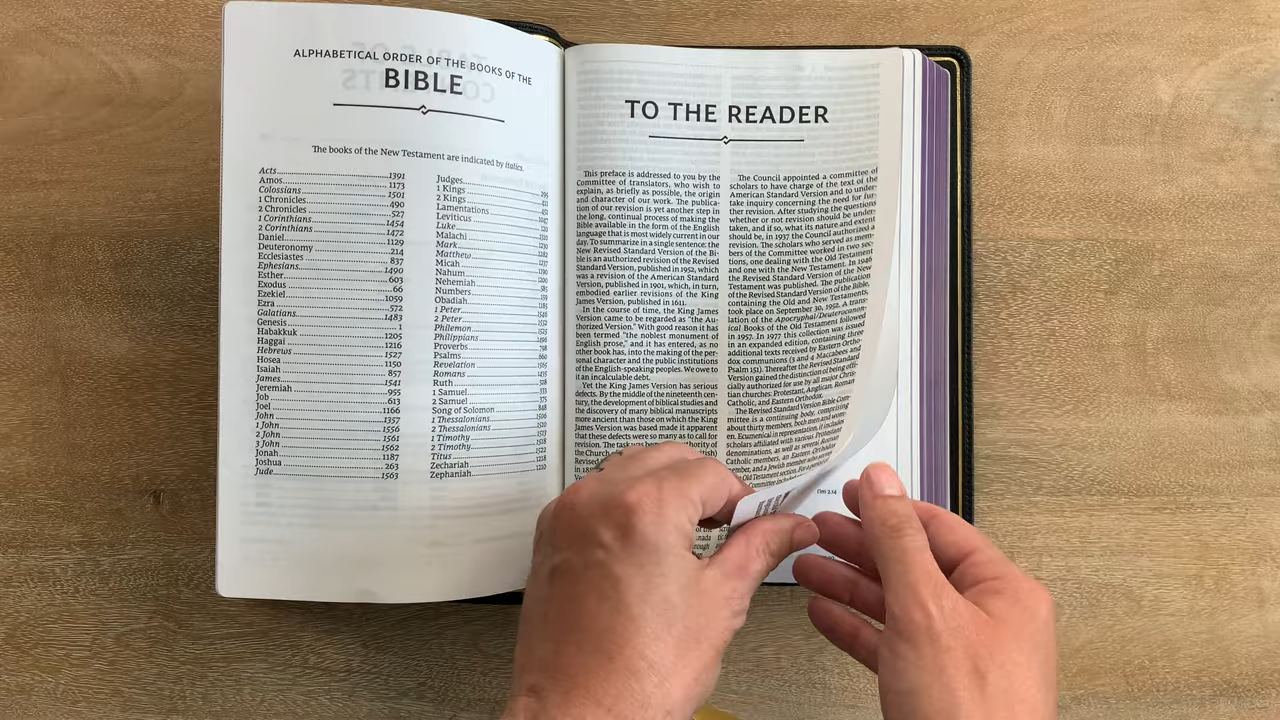 ALPHABETICAL ORDER OF THE BOOKS OF THE
BIBLE
The books of the New Testament are indicated by italics.
Acts 1391
Amos 1173
Colossians 1501
1 Chronicles 490
2 Chronicles 527
1 Corinthians 1454
2 Corinthians 1472
Daniel 1129
Deuteronomy 214
Ecclesiastes 837
Ephesians 1490
Esther 603
Exodus 66
Ezekiel 1059
Ezra 572
Galatians 1483
Genesis 1
Habakkuk 1205
Haggai 1216
Hebrews 1527
Hosea 1150
Isaiah 857
James 1541
Jeremiah 955
Job 613
Joel 1166
John 1357
1 John 1556
2 John 1561
3 John 1562
Jonah 1187
Joshua 263
Jude 1563
Judges
1 Kings
2 Kings
Lamentations
Leviticus
Luke
Malachi
Mark
Matthew
Micah
Nahum
Nehemiah
Numbers
Obadiah
1 Peter
2 Peter
Philemon
Philippians
Proverbs
Psalms 660
Revelation
Romans
Ruth
1 Samuel
2 Samuel
Song of Solomon 848
1 Thessalonians
2 Thessalonians
1 Timothy
2 Timothy
Titus
Zechariah
Zephaniah
TO THE READER
This preface is addressed to you by the
Committee of translators, who wish to
explain, as briefly as possible, the origin
and character of our work. The publica-
tion of our revision is yet another step in
the long, continual process of making the
Bible available in the form of the English
language that is most widely current in our
day. To summarize in a single sentence: the
New Revised Standard Version of the Bi-
ble is an authorized revision of the Revised
Standard Version, published in 1952, which
was a revision of the American Standard
Version, published in 1901, which, in turn,
embodied earlier revisions of the King
James Version, published in 1611.
In the course of time, the King James
Version came to be regarded as "the Au-
thorized Version." With good reason it has
been termed "the noblest monument of
English prose," and it has entered, as no
other book has, into the making of the per-
sonal character and the public institutions
of the English-speaking peoples. We owe to
it an incalculable debt.
Yet the King James Version has serious
defects. By the middle of the nineteenth cen-
tury, the development of biblical studies and
the discovery of many biblical manuscripts
more ancient than those on which the King
James Version was based made it apparent
that these defects were so many as to call for
revision. The task was
the Church
The Council appointed a committee of
scholars to have charge of the text of the
American Standard Version and to under-
take inquiry concerning the need for fur-
ther revision. After studying the questions
whether or not revision should be under-
taken, and if so, what its nature and extent
should be, in 1937 the Council authorized a
revision. The scholars who served as mem-
bers of the Committee worked in two sec-
tions, one dealing with the Old Testament
and one with the New Testament. In 1946
the Revised Standard Version of the New
Testament was published. The publication
of the Revised Standard Version of the Bible,
containing the Old and New Testaments,
took place on September 30, 1952. A trans-
lation of the Apocryphal/Deuterocanon-
ical Books of the Old Testament followed
in 1957. In 1977 this collection was issued
in an expanded edition, containing three
additional texts received by Eastern Ortho-
dox communions (3 and 4 Maccabees and
Psalm 151). Thereafter the Revised Standard
Version gained the distinction of being offi-
cially authorized for use by all major Chris-
tian churches: Protestant, Anglican, Roman
Catholic, and Eastern Orthodox.
The Revised Standard Version Bible Com-
mittee is a continuing body, comprising
about thirty members, both men and wom-
en. Ecumenical in representation, it includes
scholars affiliated with various Protestant
denominations, as well as several Roman
Catholic members, an Eastern Orthodox
member, and a Jewish member who serves
Old Testament section. For a
Committee